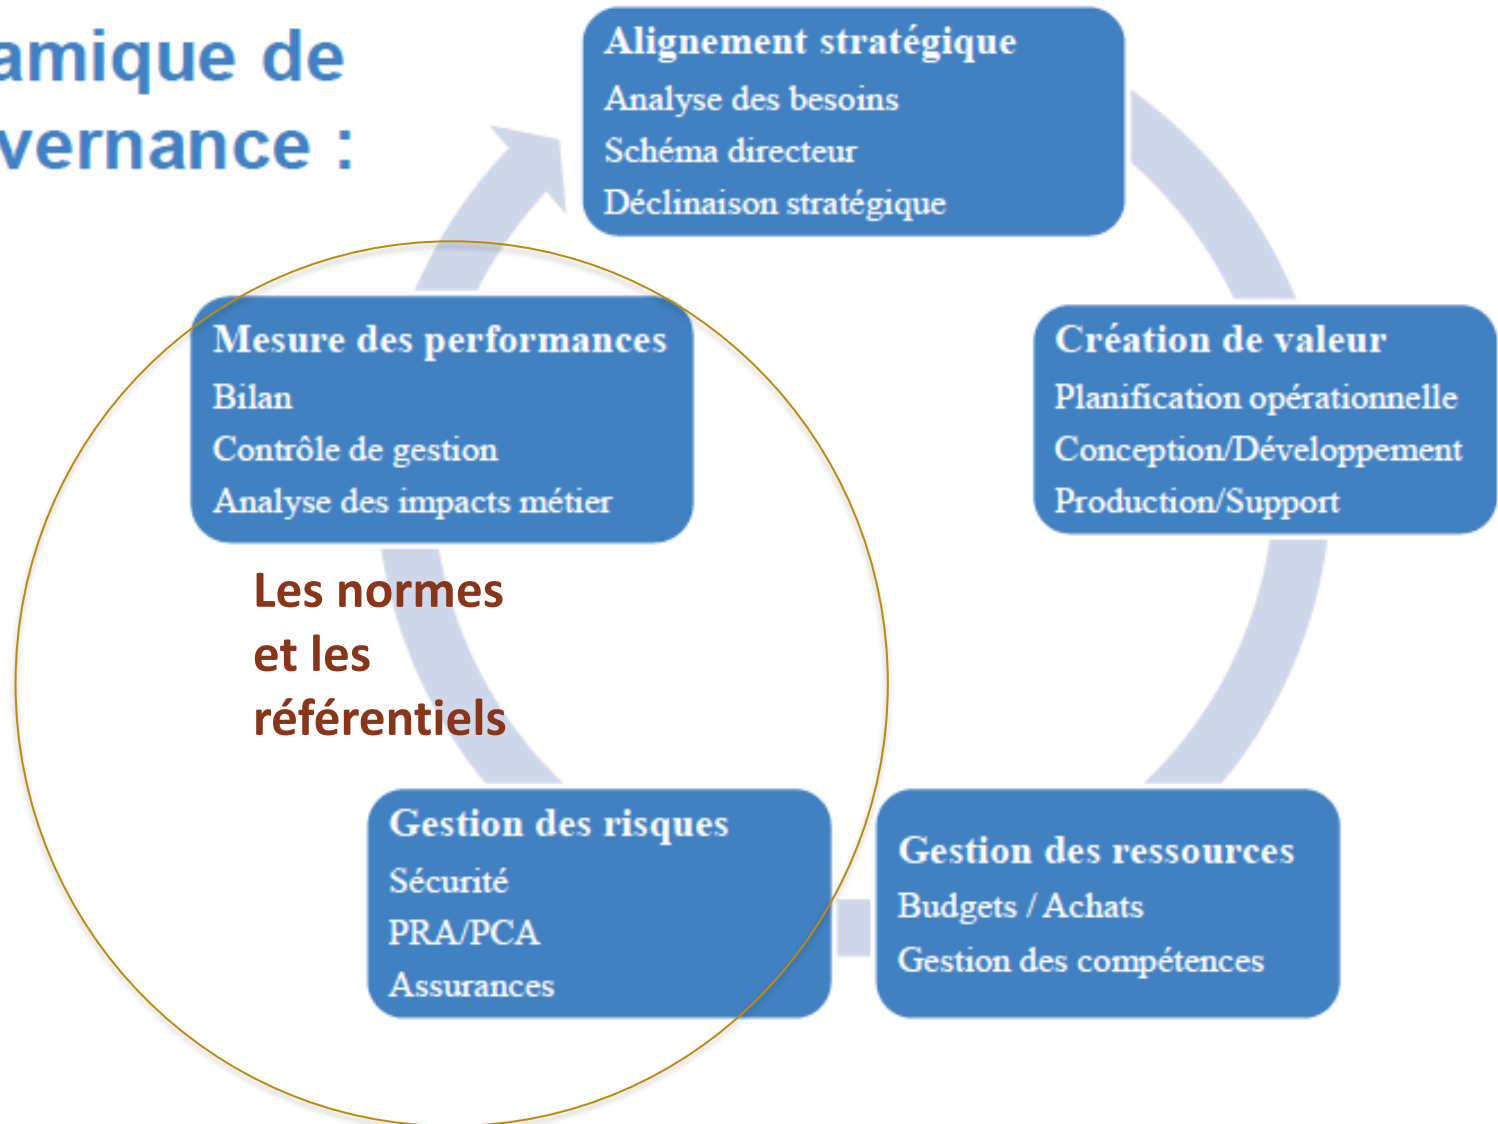 amique de
vernance :
Alignement stratégique
Analyse des besoins
Schéma directeur
Déclinaison stratégique
Mesure des performances
Bilan
Contrôle de gestion
Analyse des impacts métier
Création de valeur
Planification opérationnelle
Conception/Développement
Production/Support
Les normes
et les
référentiels
Gestion des risques
Sécurité
PRA/PCA
Assurances
Gestion des ressources
Budgets / Achats
Gestion des compétences